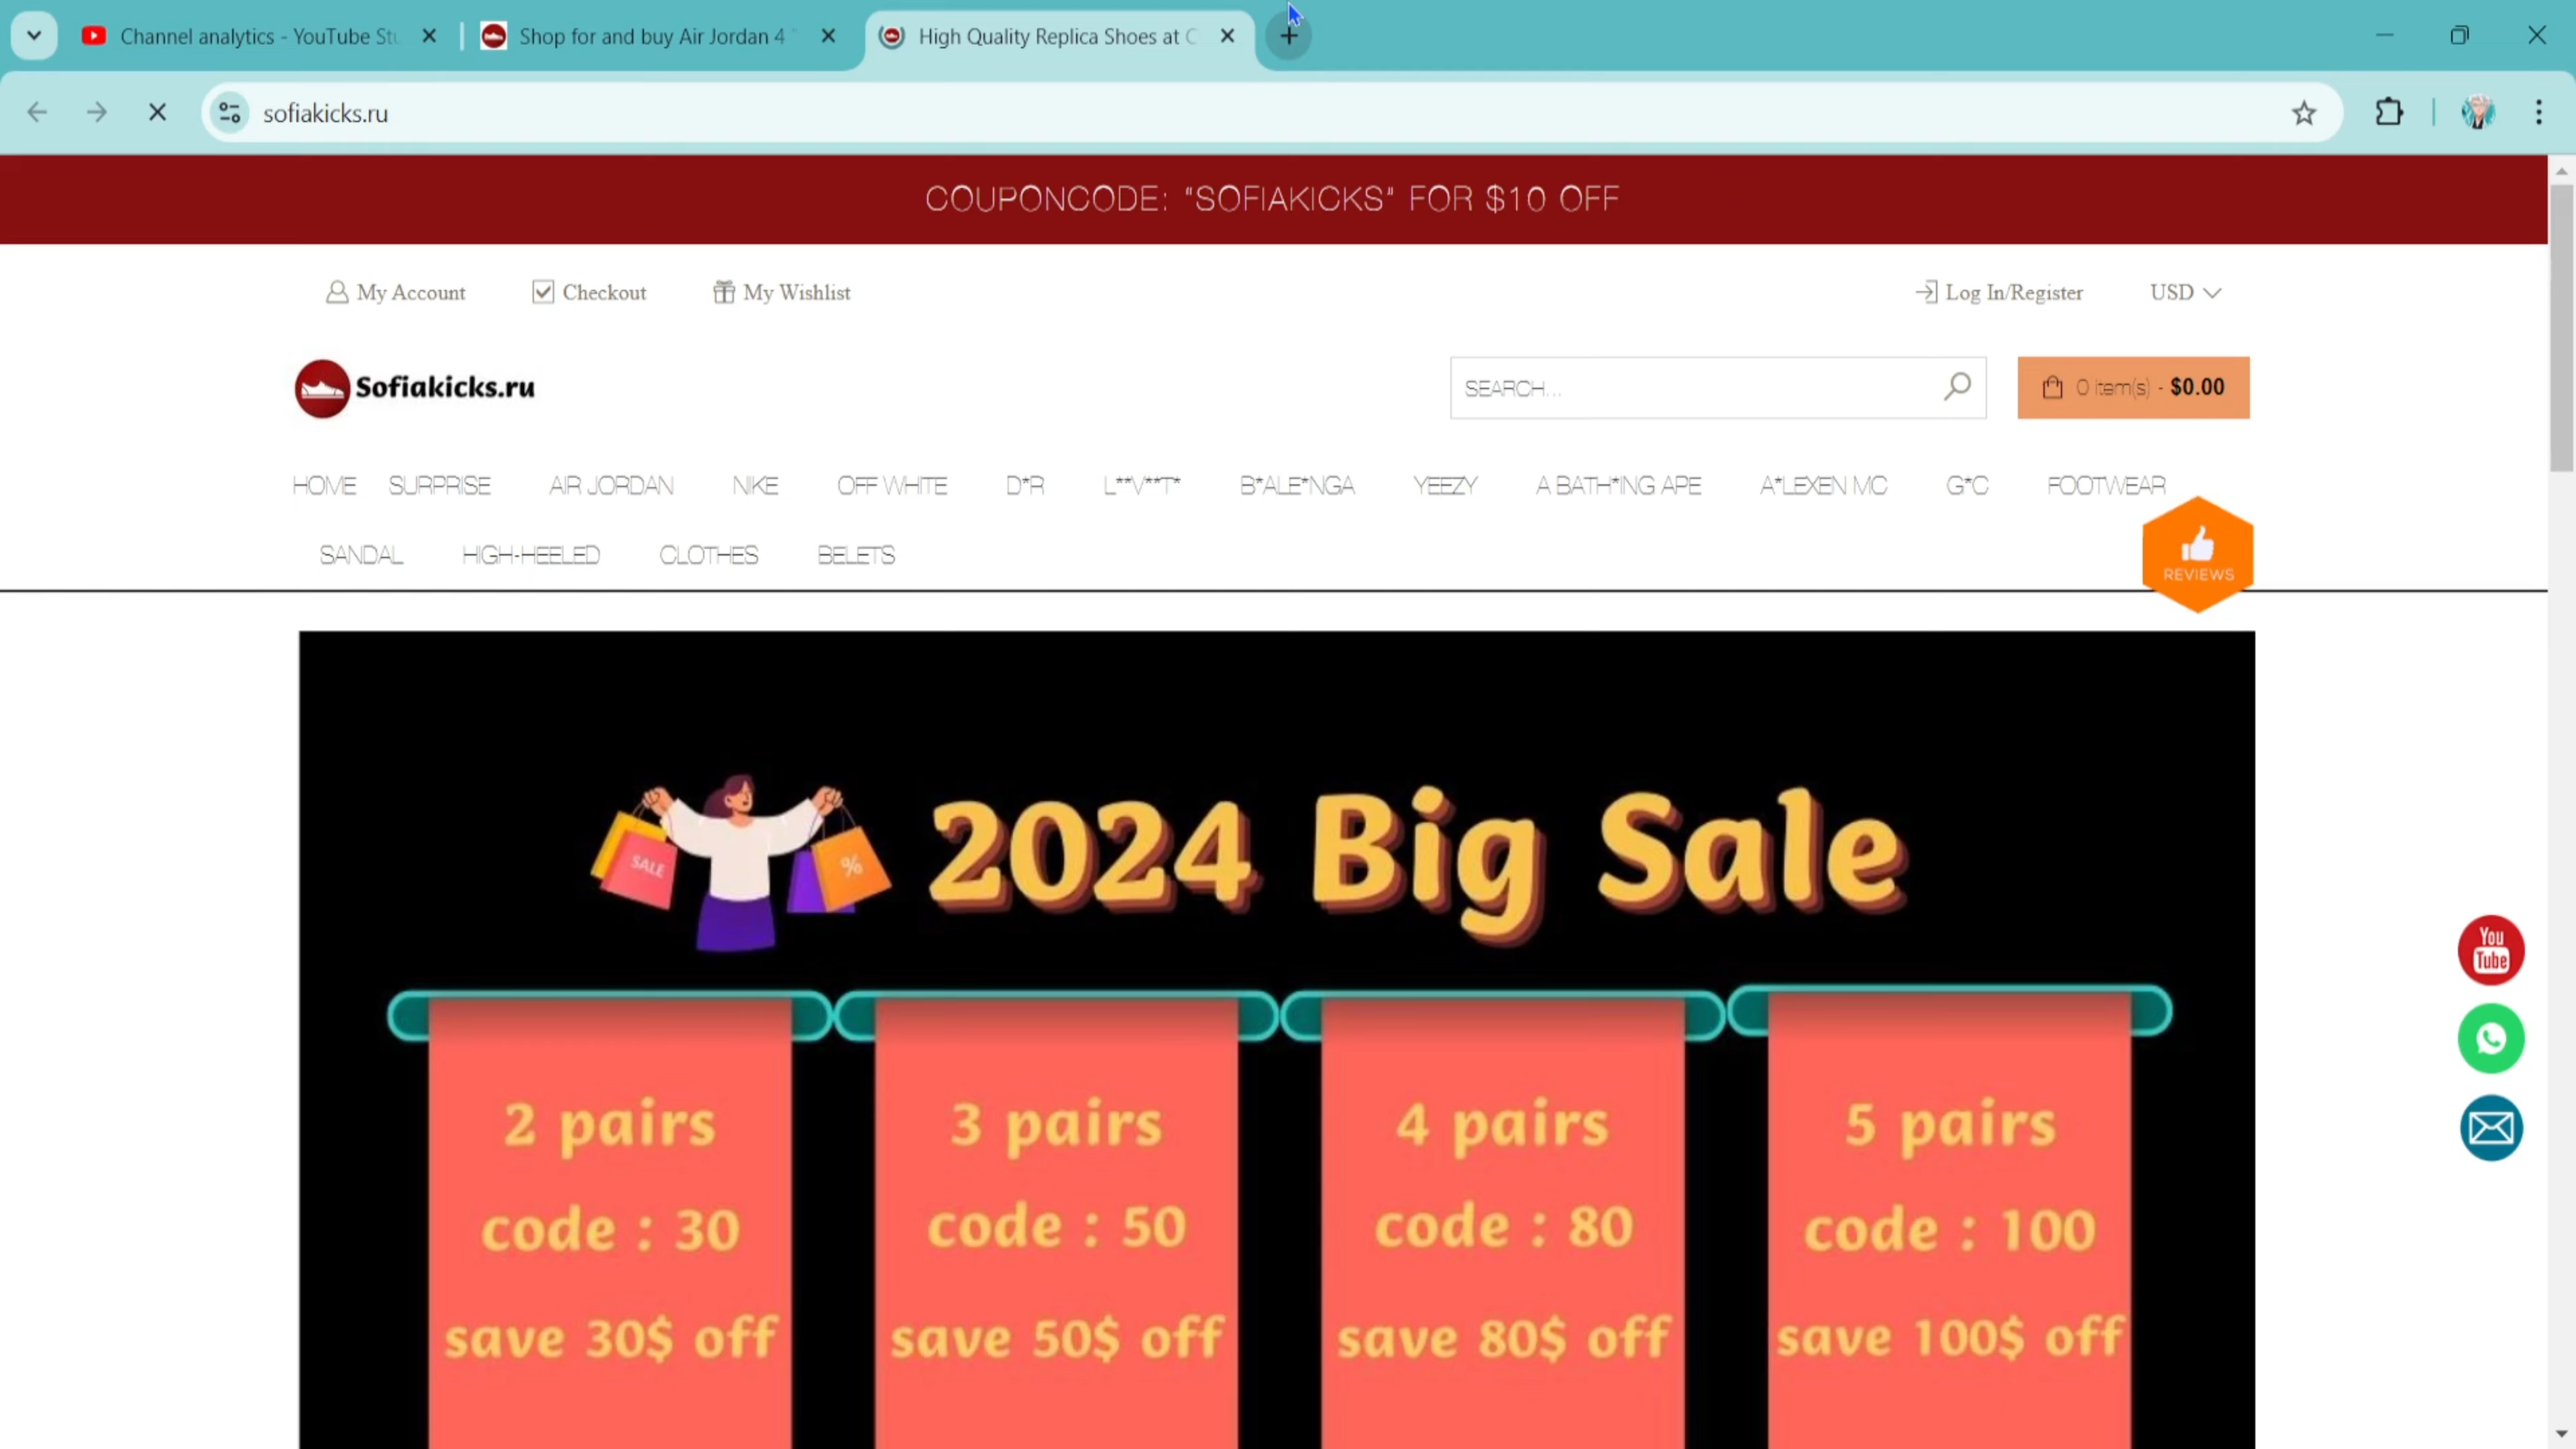 Channel analytics - YouTube Stu
Shop for and buy Air Jordan 4
High Quality Replica Shoes at C
sofiakicks.ru
COUPONCODE: "SOFIAKICKS" FOR $10 OFF
My Account
Checkout
My Wishlist
Log In/Register
USD
Sofiakicks.ru
SEARCH...
0 item(s) - $0.00
HOME SURPRISE AIR JORDAN NIKE OFF WHITE D*R L**V**T* B*ALE*NGA YEEZY A BATH*ING APE A*LEXEN MC G*C FOOTWEAR
SANDAL HIGH-HEELED CLOTHES BELETS
REVIEWS
2024 Big Sale
SALE
%
You
Tube
2 pairs
code : 30
save 30$ off
3 pairs
code : 50
save 50$ off
4 pairs
code : 80
save 80$ off
5 pairs
code : 100
save 100$ off